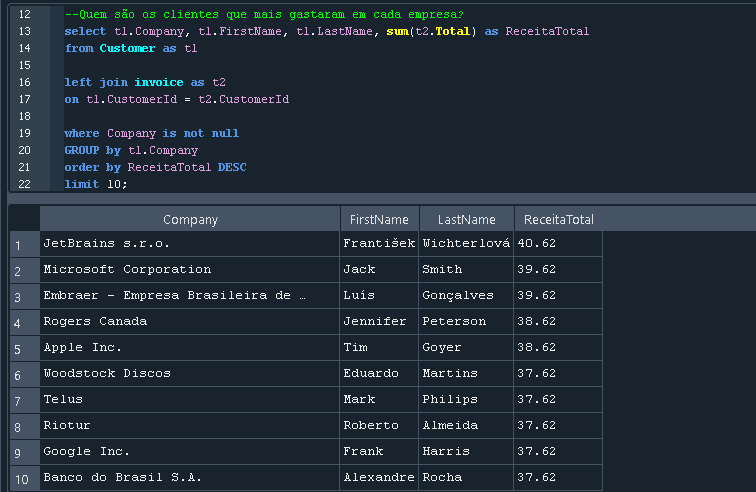 12 --Quem são os clientes que mais gastaram em cada empresa?
13 select t1.Company, t1.FirstName, t1.LastName, sum(t2.Total) as ReceitaTotal
14 from Customer as t1
15
16 left join invoice as t2
17 on t1.CustomerId = t2.CustomerId
18
19 where Company is not null
20 GROUP by t1.Company
21 order by ReceitaTotal DESC
22 limit 10;
Company FirstName LastName ReceitaTotal
1 JetBrains s.r.o. František Wichterlová 40.62
2 Microsoft Corporation Jack Smith 39.62
3 Embraer - Empresa Brasileira de … Luís Gonçalves 39.62
4 Rogers Canada Jennifer Peterson 38.62
5 Apple Inc. Tim Goyer 38.62
6 Woodstock Discos Eduardo Martins 37.62
7 Telus Mark Philips 37.62
8 Riotur Roberto Almeida 37.62
9 Google Inc. Frank Harris 37.62
10 Banco do Brasil S.A. Alexandre Rocha 37.62